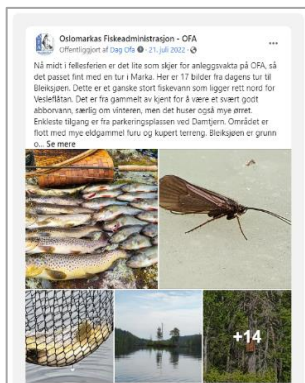 Oslomarkas Fiskeadministrasjon - OFA
Offentliggjort af Dag Ofa · 21. juli 2022 ·
Nå midt i fellesferien er det lite som skjer for anleggsvakta på OFA, så
det passet fint med en tur i Marka. Her er 17 bilder fra dagens tur til
Bleiksjøen. Dette er et ganske stort fiskevann som ligger rett nord for
Vesleflåtan. Det er fra gammelt av kjent for å være et svært godt
abborvann, særlig om vinteren, men det huser også mye ørret.
Enkleste tilgang er fra parkeringsplassen ved Damtjern. Området er
flott med mye eldgammel furu og kupert terreng. Bleiksjøen er grunn
o... Se mere
+14